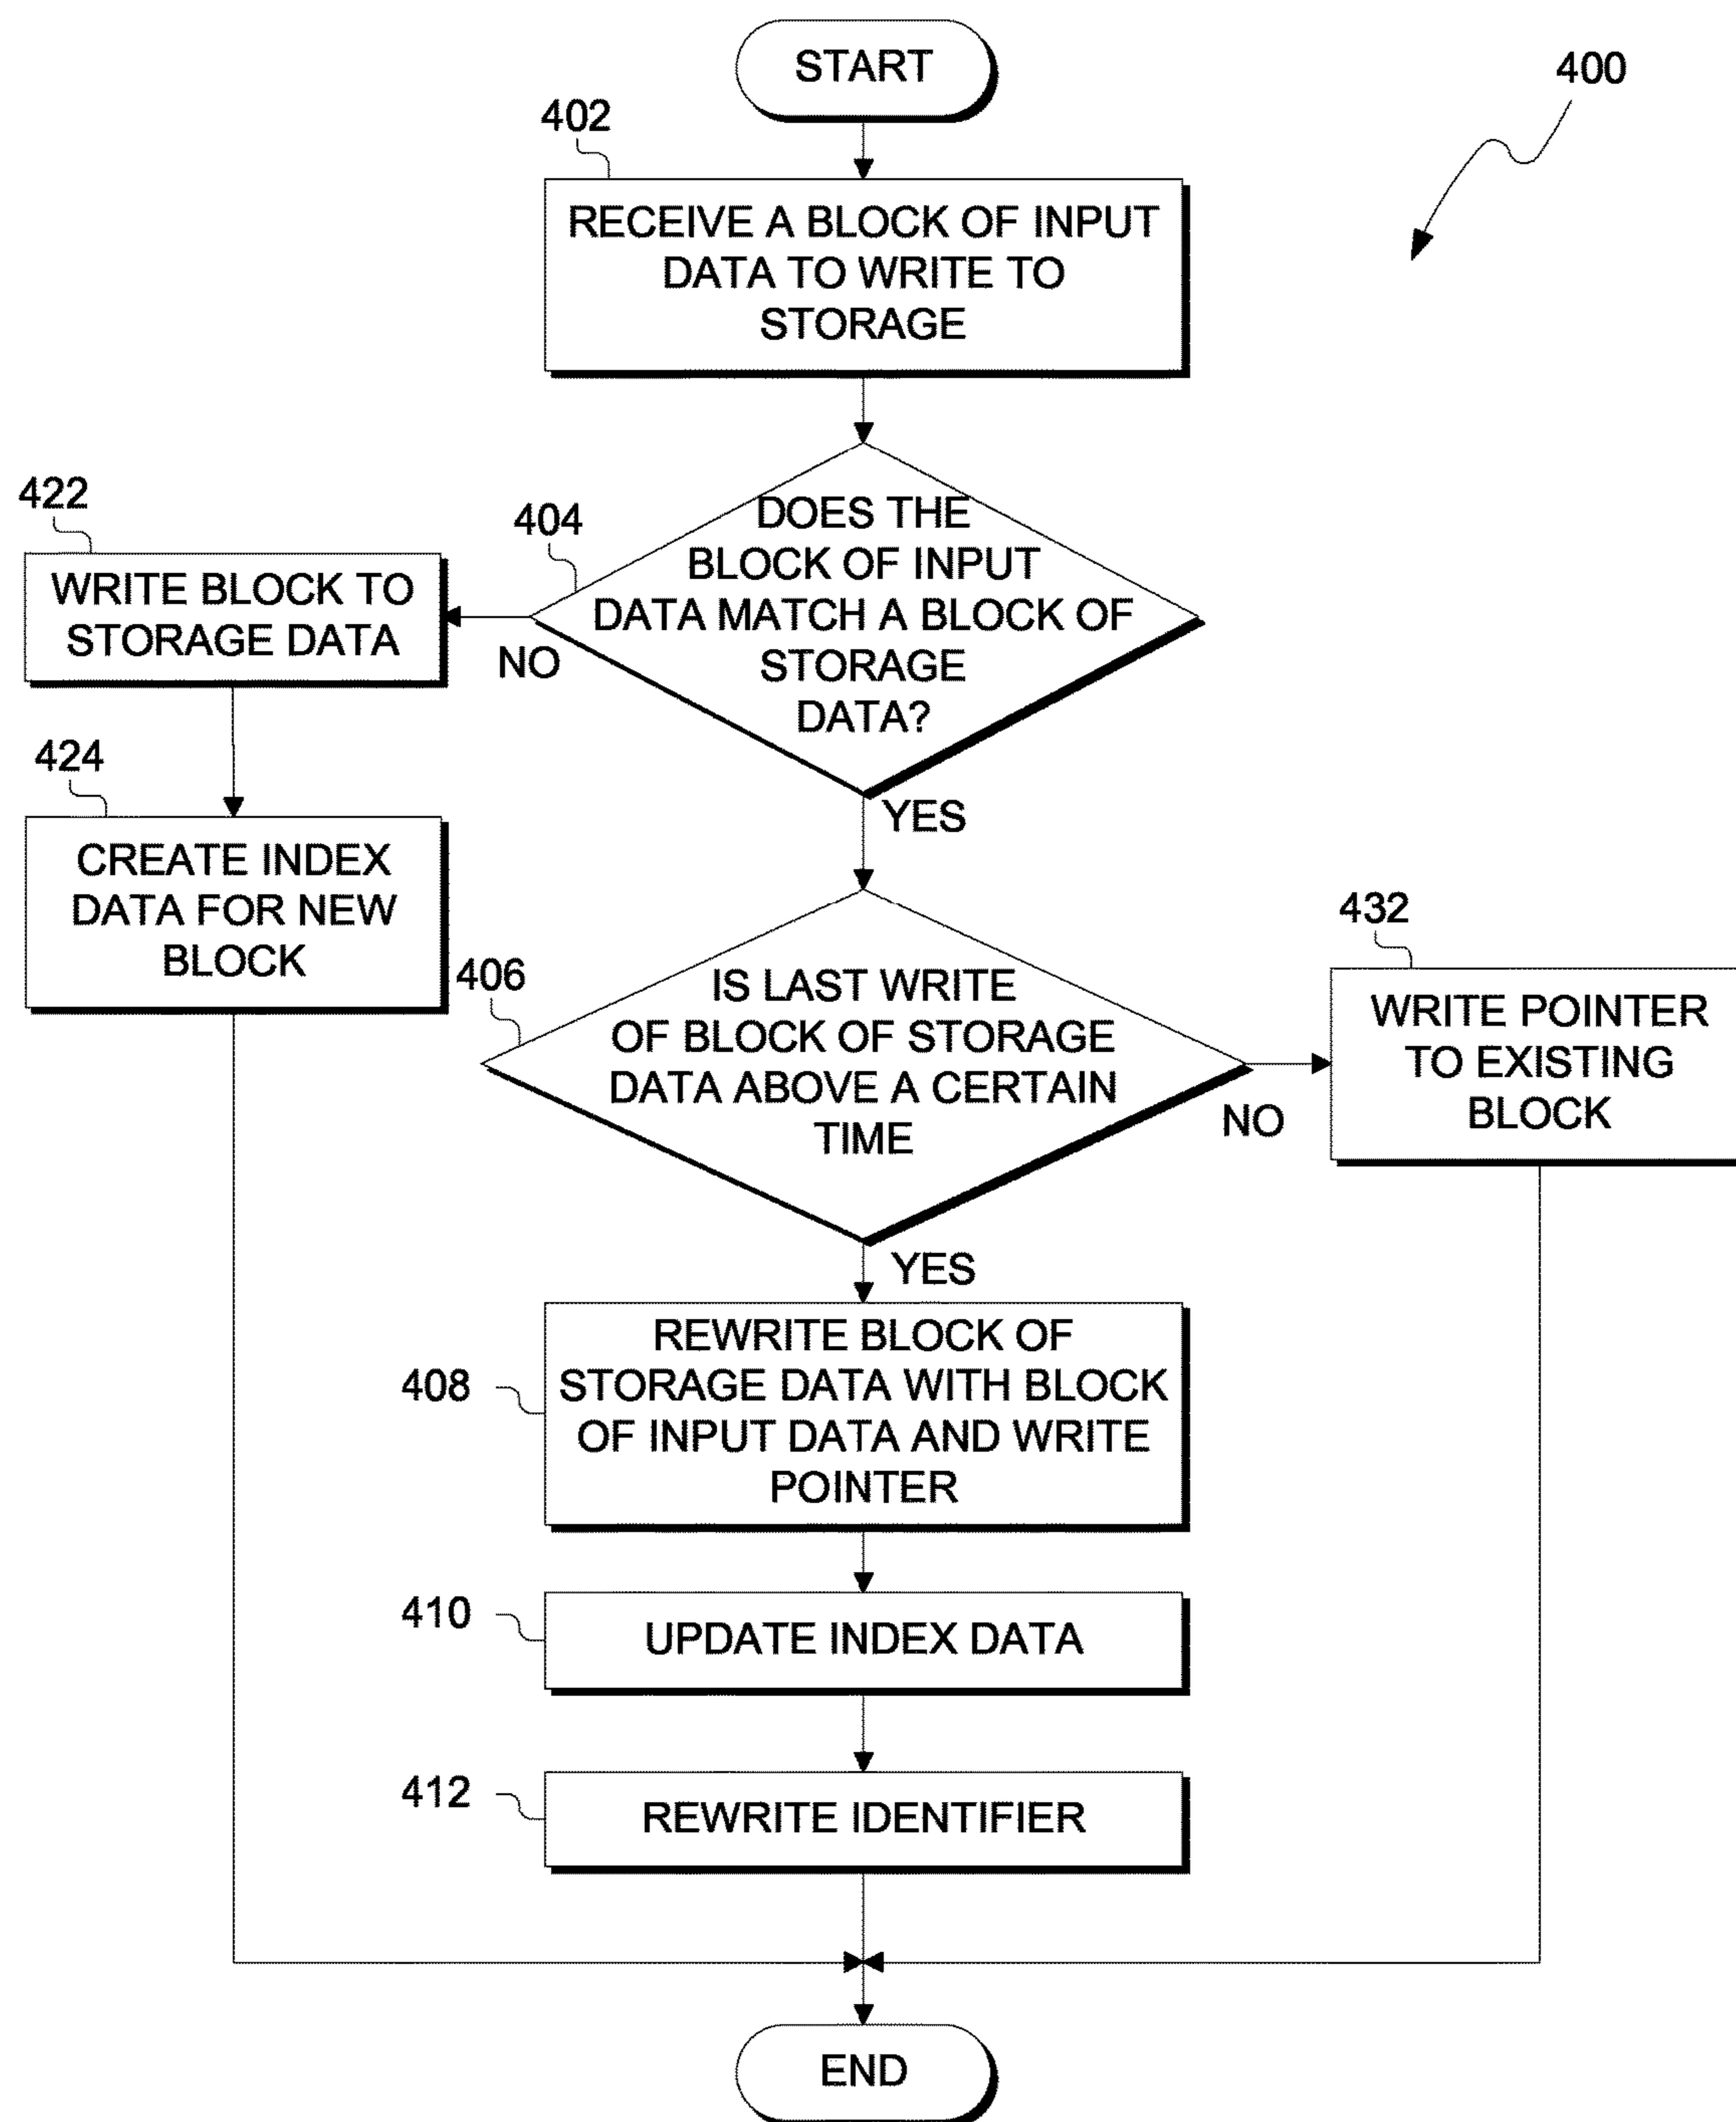 START
400
402
RECEIVE A BLOCK OF INPUT
DATA TO WRITE TO
STORAGE
422
404
DOES THE
BLOCK OF INPUT
DATA MATCH A BLOCK OF
STORAGE
DATA?
WRITE BLOCK TO
STORAGE DATA
NO
YES
424
CREATE INDEX
DATA FOR NEW
BLOCK
406
IS LAST WRITE
OF BLOCK OF STORAGE
DATA ABOVE A CERTAIN
TIME
NO
432
WRITE POINTER
TO EXISTING
BLOCK
YES
408
REWRITE BLOCK OF
STORAGE DATA WITH BLOCK
OF INPUT DATA AND WRITE
POINTER
410
UPDATE INDEX DATA
412
REWRITE IDENTIFIER
END